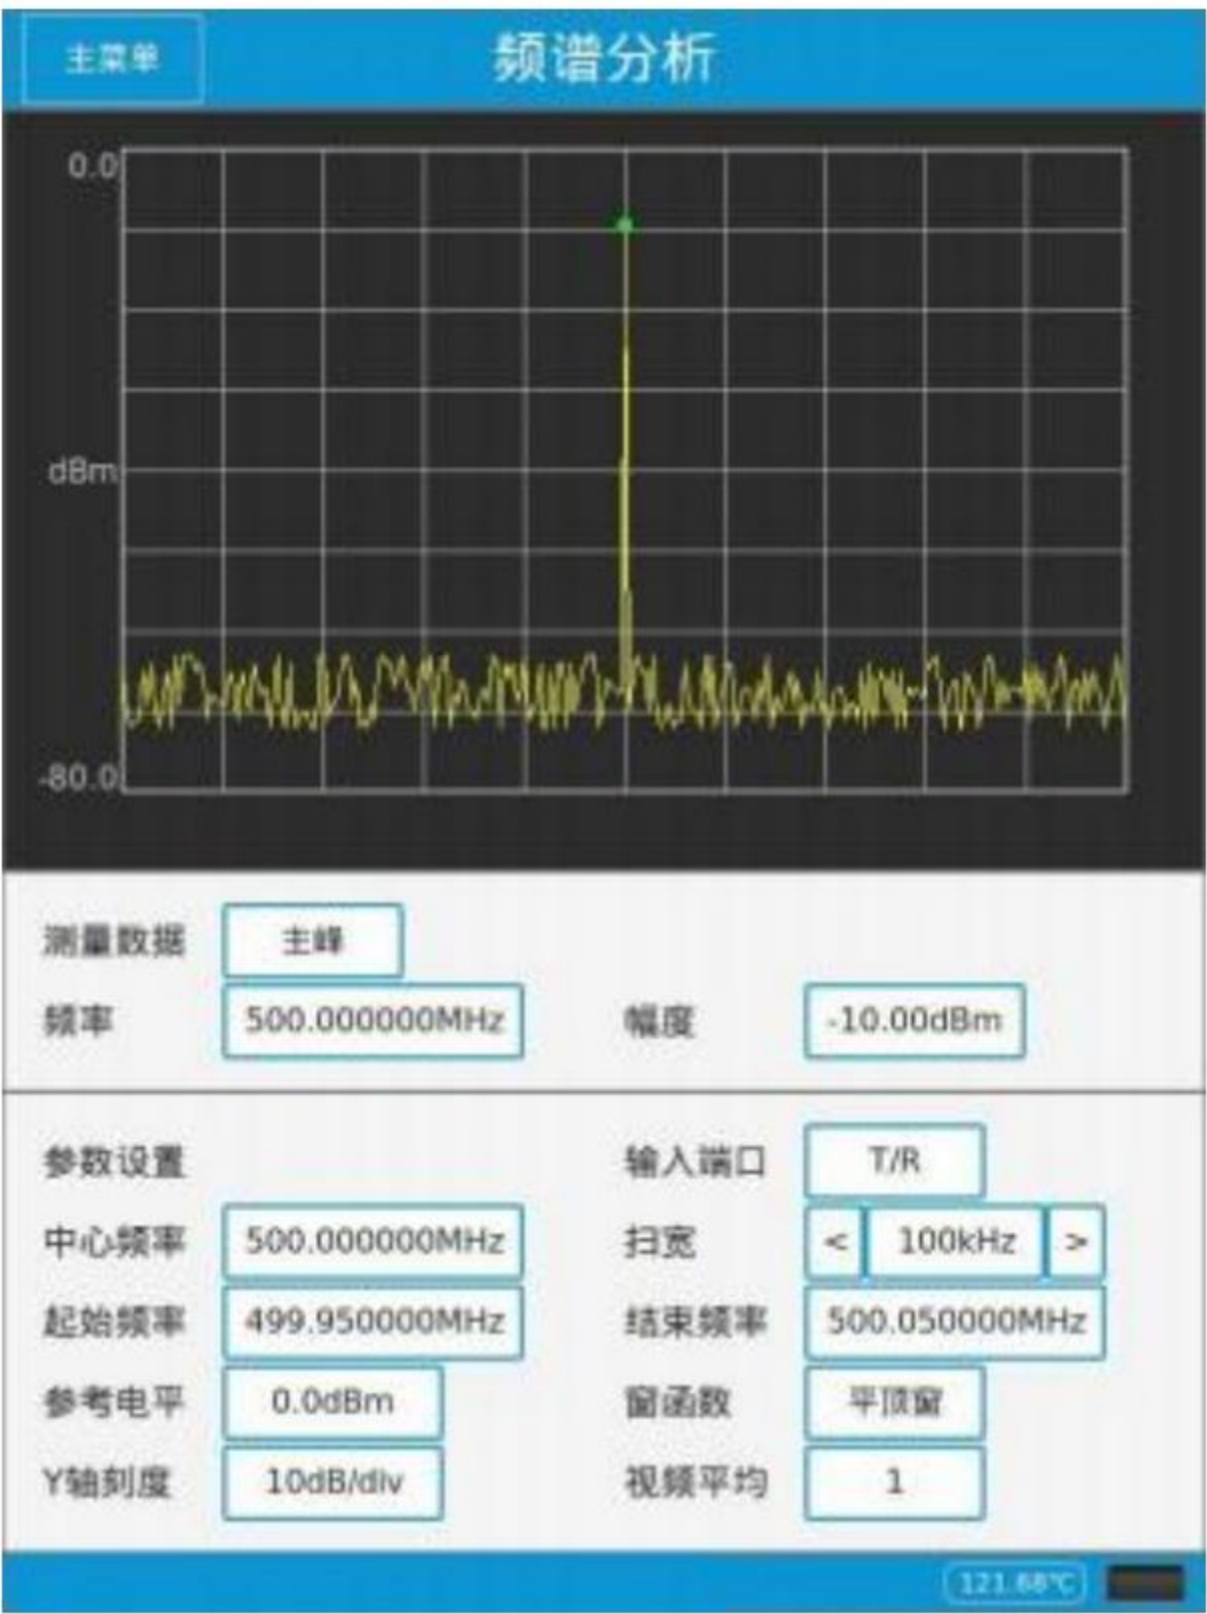 主菜单 频谱分析
0.0
dBm
-80.0
测量数据 主峰
频率 500.000000MHz 幅度 -10.00dBm
参数设置 输入端口 T/R
中心频率 500.000000MHz 扫宽 < 100kHz >
起始频率 499.950000MHz 结束频率 500.050000MHz
参考电平 0.0dBm 窗函数 平顶窗
Y轴刻度 10dB/div 视频平均 1
121.68℃